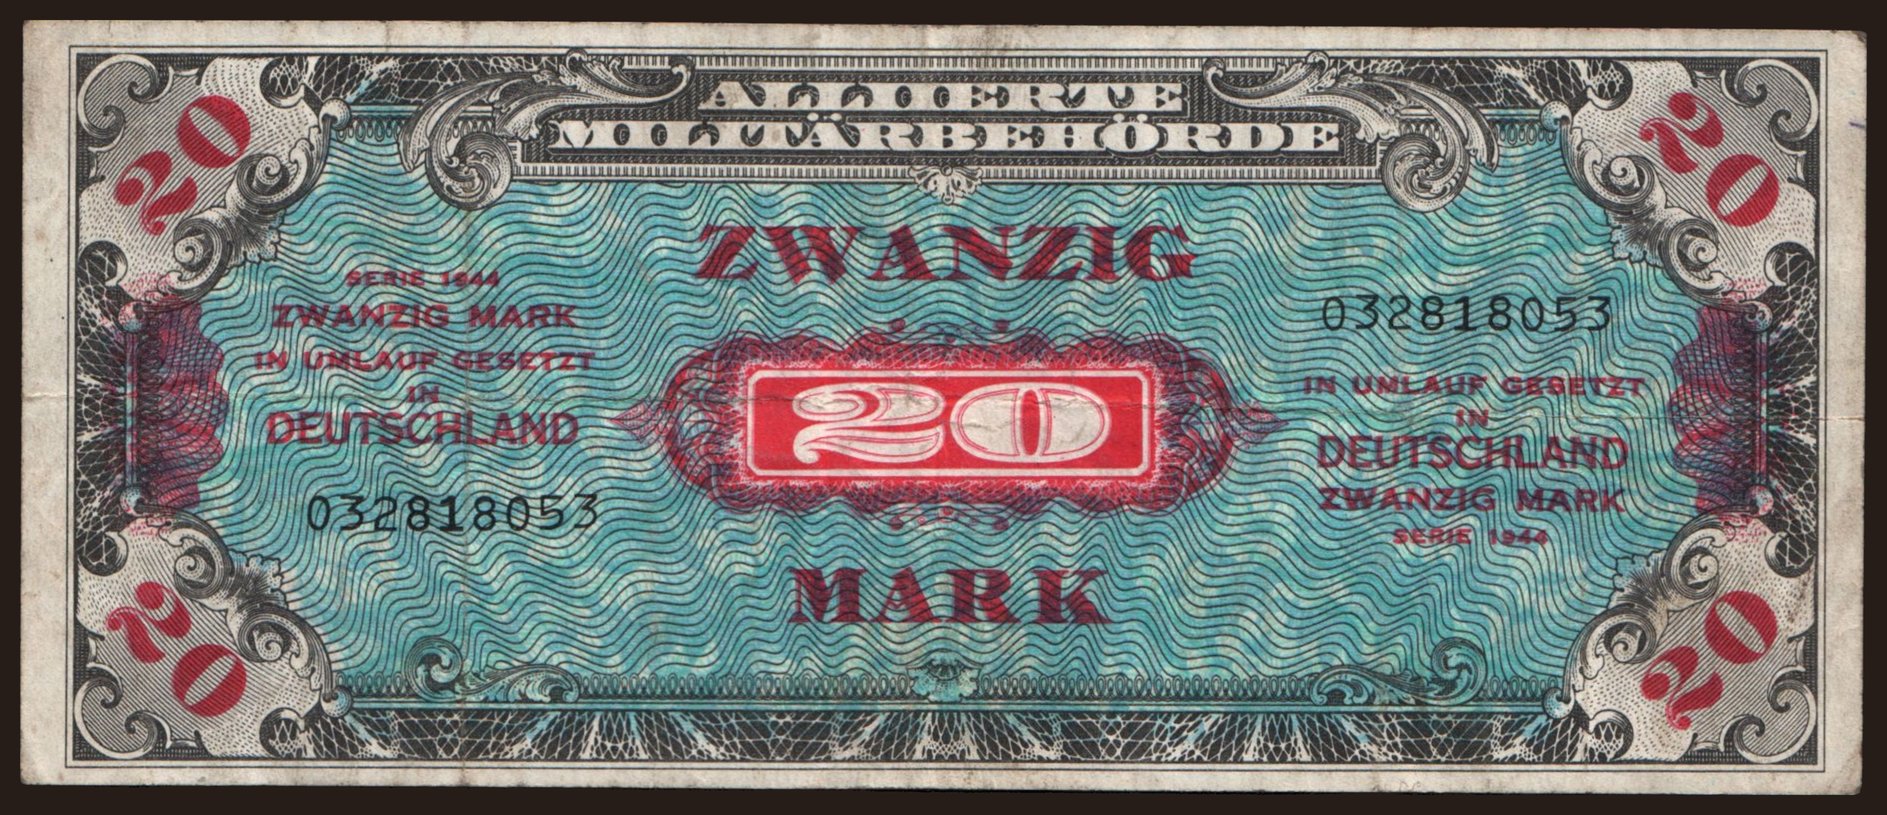 20
ALLIIERTE
MILITÄRBEHÖRDE
20
ZWANZIG
SERIE 1944
ZWANZIG MARK
IN UMLAUF GESETZT
IN
DEUTSCHLAND
032818053
20
032818053
IN UMLAUF GESETZT
IN
DEUTSCHLAND
ZWANZIG MARK
SERIE 1944
MARK
20
20